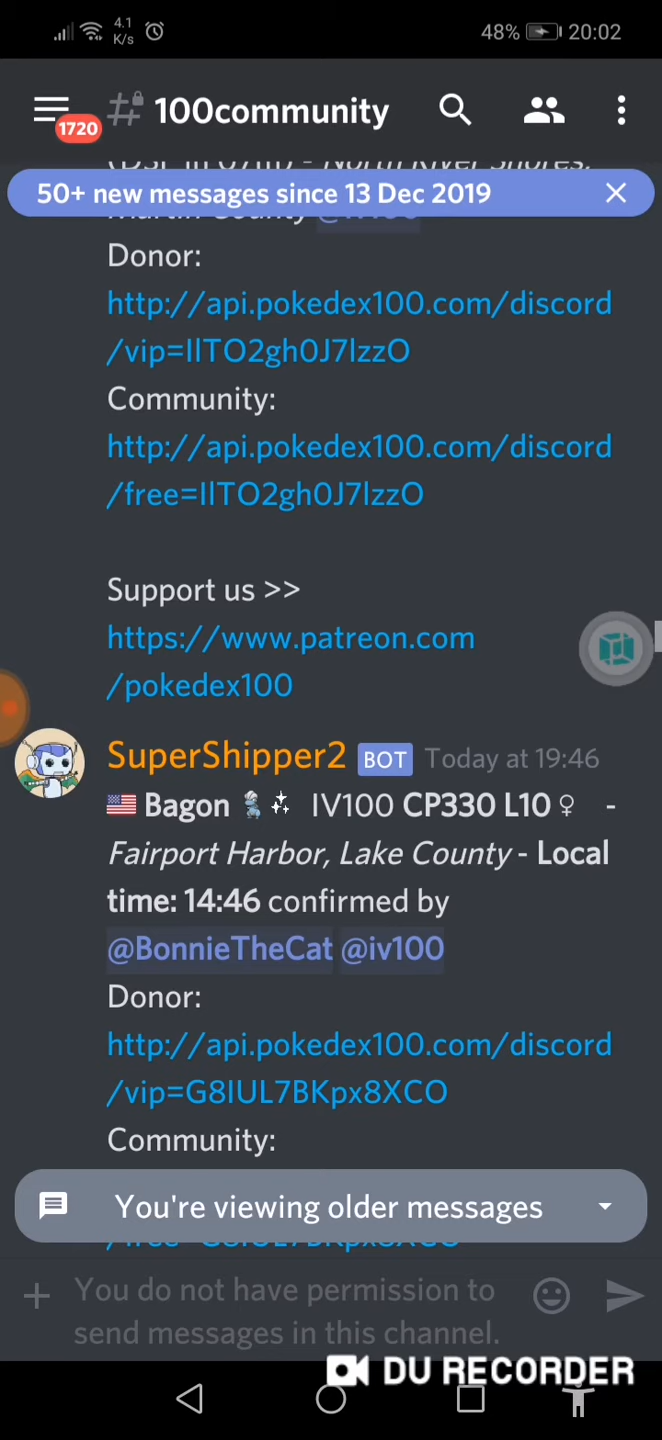 4.1
K/s
48% 20:02
1720
100community
50+ new messages since 13 Dec 2019
Donor:
http://api.pokedex100.com/discord
/vip=IlTO2gh0J7lzzO
Community:
http://api.pokedex100.com/discord
/free=IlTO2gh0J7lzzO
Support us >>
https://www.patreon.com
/pokedex100
SuperShipper2 BOT Today at 19:46
Bagon IV100 CP330 L10♀ -
Fairport Harbor, Lake County - Local
time: 14:46 confirmed by
@BonnieTheCat @iv100
Donor:
http://api.pokedex100.com/discord
/vip=G8IUL7BKpx8XCO
Community:
You're viewing older messages
You do not have permission to
send messages in this channel.
DU RECORDER